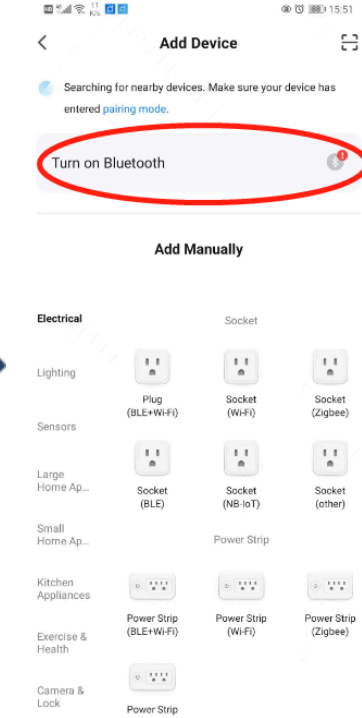 HD 11 K/s 88 15:51
Add Device
Searching for nearby devices. Make sure your device has
entered pairing mode.
Turn on Bluetooth
Add Manually
Electrical
Socket
Lighting
Plug
(BLE+Wi-Fi)
Socket
(Wi-Fi)
Socket
(Zigbee)
Sensors
Large
Home Ap...
Socket
(BLE)
Socket
(NB-IoT)
Socket
(other)
Small
Home Ap...
Power Strip
Kitchen
Appliances
Power Strip
(BLE+Wi-Fi)
Power Strip
(Wi-Fi)
Power Strip
(Zigbee)
Exercise &
Health
Camera &
Lock
Power Strip